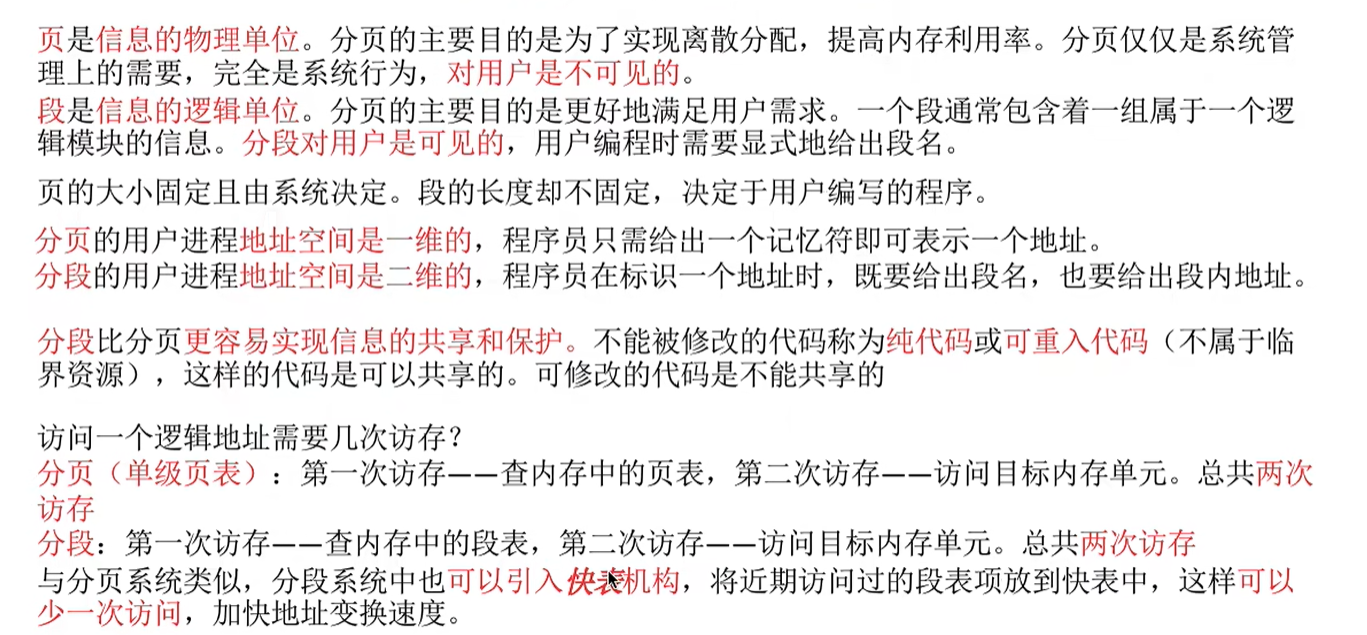 页是信息的物理单位。分页的主要目的是为了实现离散分配，提高内存利用率。分页仅仅是系统管
理上的需要，完全是系统行为，对用户是不可见的。
段是信息的逻辑单位。分页的主要目的是更好地满足用户需求。一个段通常包含着一组属于一个逻
辑模块的信息。分段对用户是可见的，用户编程时需要显式地给出段名。
页的大小固定且由系统决定。段的长度却不固定，决定于用户编写的程序。
分页的用户进程地址空间是一维的，程序员只需给出一个记忆符即可表示一个地址。
分段的用户进程地址空间是二维的，程序员在标识一个地址时，既要给出段名，也要给出段内地址。
分段比分页更容易实现信息的共享和保护。不能被修改的代码称为纯代码或可重入代码（不属于临
界资源），这样的代码是可以共享的。可修改的代码是不能共享的
访问一个逻辑地址需要几次访存？
分页（单级页表）：第一次访存——查内存中的页表，第二次访存——访问目标内存单元。总共两次
访存
分段：第一次访存——查内存中的段表，第二次访存——访问目标内存单元。总共两次访存
与分页系统类似，分段系统中也可以引入快表机构，将近期访问过的段表项放到快表中，这样可以
少一次访问，加快地址变换速度。